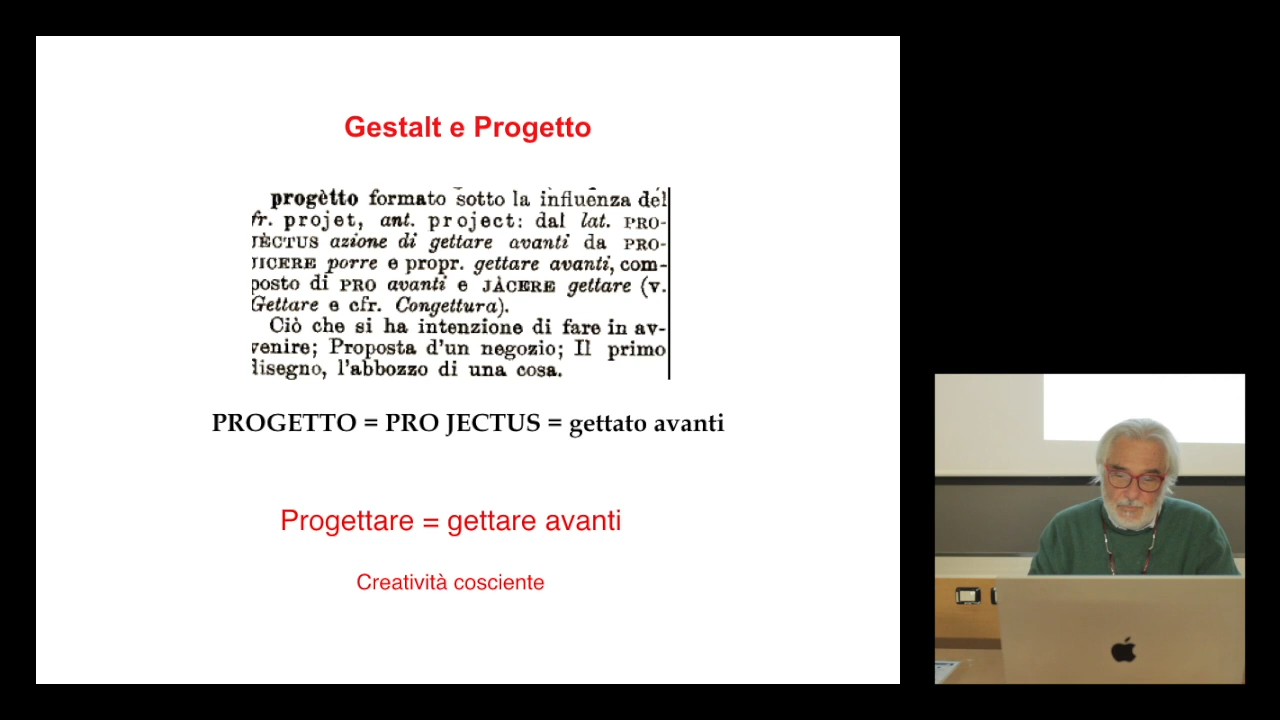 Gestalt e Progetto
progètto formato sotto la influenza del
fr. projet, ant. project: dal lat. PRO-
JÈCTUS azione di gettare avanti da PRO-
JICERE porre e propr. gettare avanti, com-
posto di PRO avanti e JÀCERE gettare (v.
Gettare e cfr. Congettura).
Ciò che si ha intenzione di fare in av-
venire; Proposta d'un negozio; Il primo
disegno, l'abbozzo di una cosa.
PROGETTO = PRO JECTUS = gettato avanti
Progettare = gettare avanti
Creatività cosciente